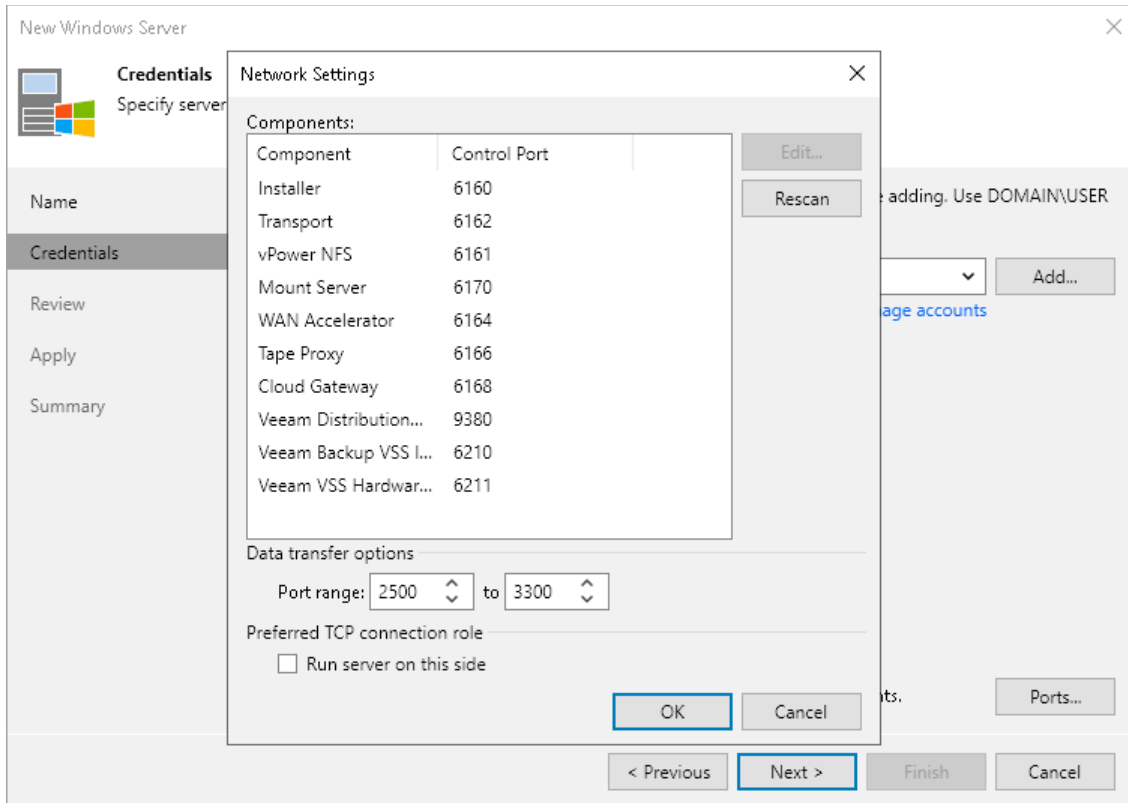 New Windows Server
Credentials
Specify server
Name
Credentials
Review
Apply
Summary
Network Settings
Components:
Component Control Port
Installer 6160
Transport 6162
vPower NFS 6161
Mount Server 6170
WAN Accelerator 6164
Tape Proxy 6166
Cloud Gateway 6168
Veeam Distribution... 9380
Veeam Backup VSS I... 6210
Veeam VSS Hardwar... 6211
Edit...
Rescan
Data transfer options
Port range: 2500 to 3300
Preferred TCP connection role
Run server on this side
OK Cancel
adding. Use DOMAIN\USER
Add...
accounts
Ports...
< Previous Next > Finish Cancel